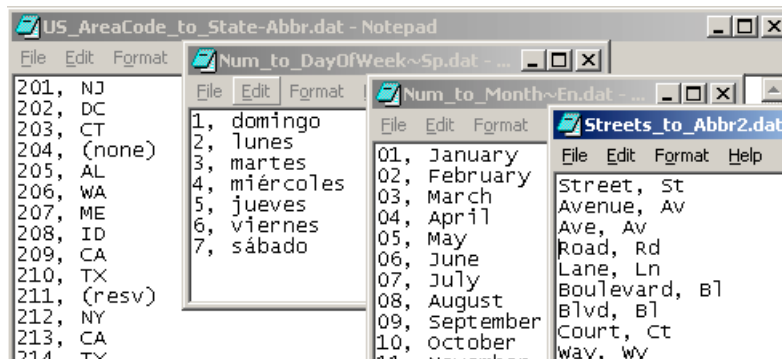 US_AreaCode_to_State-Abbr.dat - Notepad
File Edit Format
201, NJ
202, DC
203, CT
204, (none)
205, AL
206, WA
207, ME
208, ID
209, CA
210, TX
211, (resv)
212, NY
213, CA
214, TX
Num_to_DayOfWeek~Sp.dat - ...
File Edit Format
1, domingo
2, lunes
3, martes
4, miércoles
5, jueves
6, viernes
7, sábado
Num_to_Month~En.dat - ...
File Edit Format
01, January
02, February
03, March
04, April
05, May
06, June
07, July
08, August
09, September
10, October
11, November
Streets_to_Abbr2.dat
File Edit Format Help
Street, St
Avenue, Av
Ave, Av
Road, Rd
Lane, Ln
Boulevard, Bl
Blvd, Bl
Court, Ct
Way, Wy